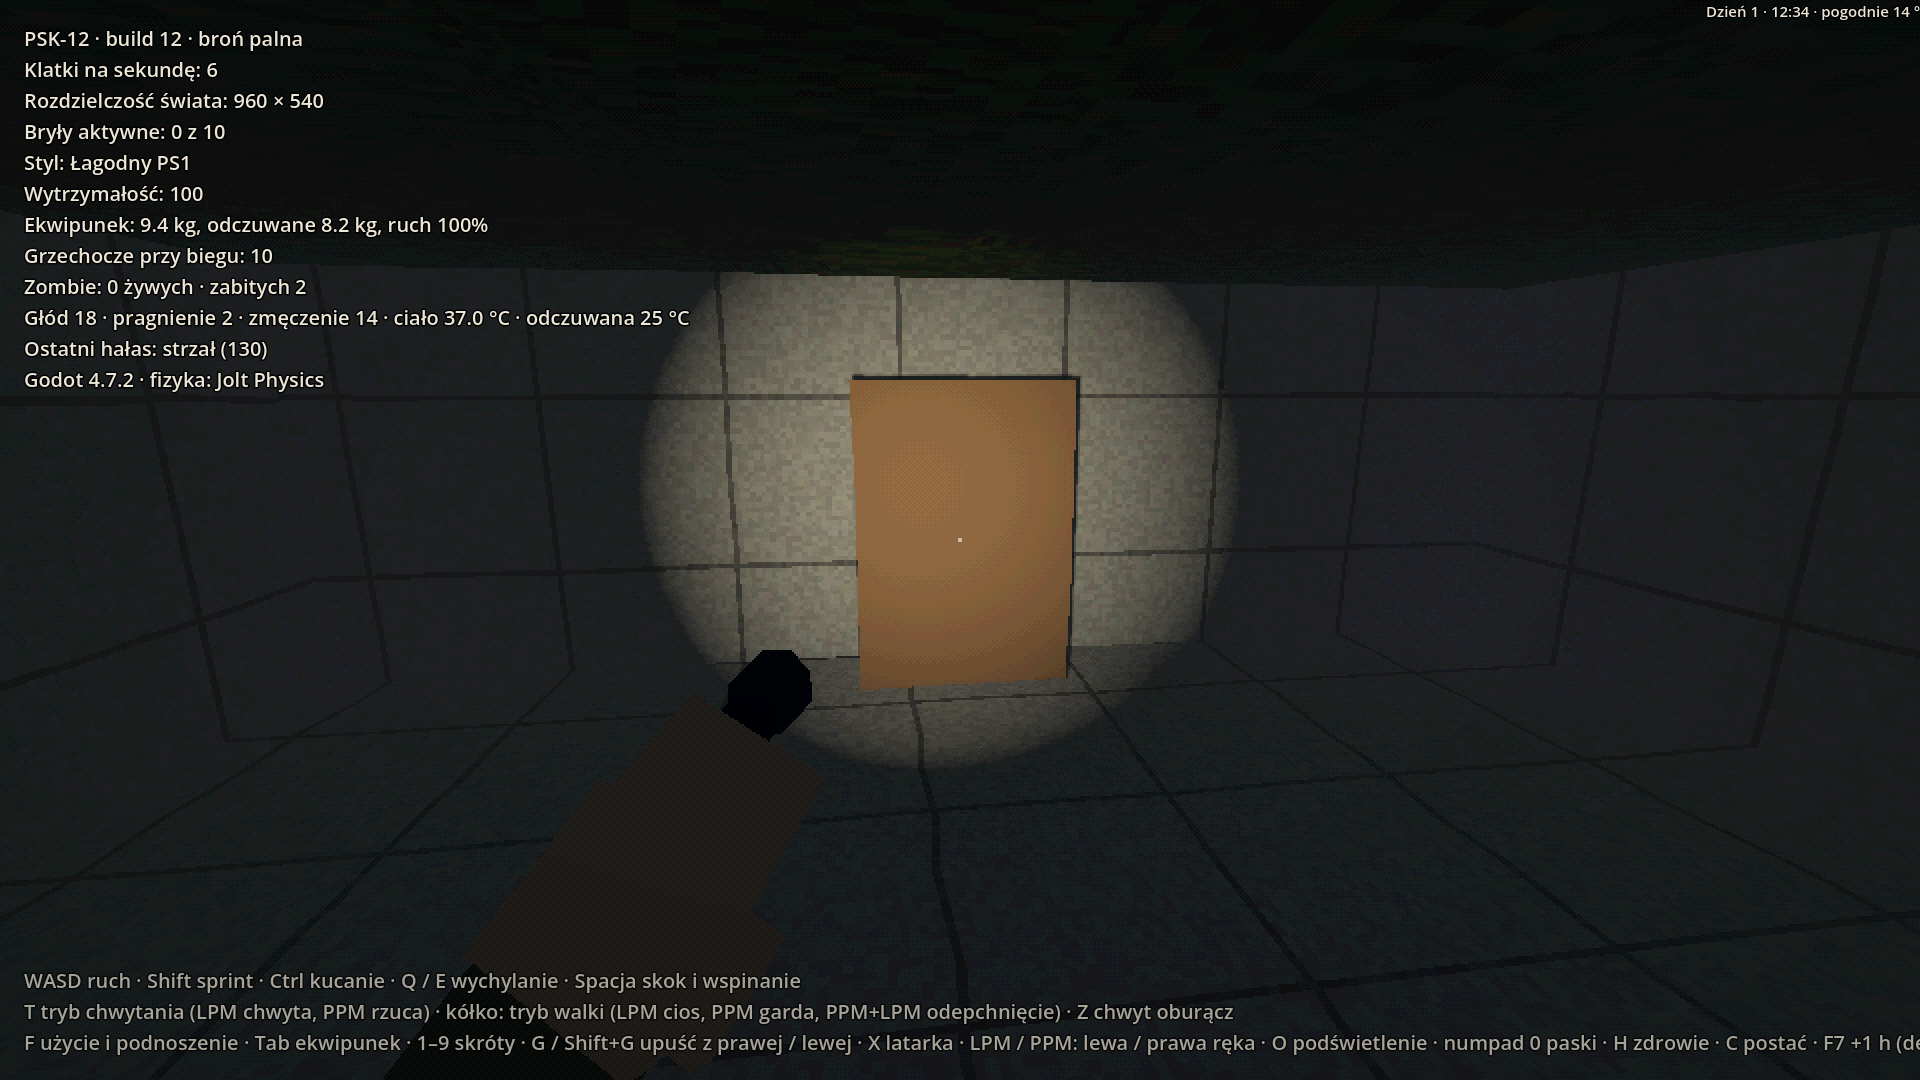 Dzień 1 · 12:34 · pogodnie 14 °
PSK-12 · build 12 · broń palna
Klatki na sekundę: 6
Rozdzielczość świata: 960 × 540
Bryły aktywne: 0 z 10
Styl: Łagodny PS1
Wytrzymałość: 100
Ekwipunek: 9.4 kg, odczuwane 8.2 kg, ruch 100%
Grzechocze przy biegu: 10
Zombie: 0 żywych · zabitych 2
Głód 18 · pragnienie 2 · zmęczenie 14 · ciało 37.0 °C · odczuwana 25 °C
Ostatni hałas: strzał (130)
Godot 4.7.2 · fizyka: Jolt Physics
WASD ruch · Shift sprint · Ctrl kucanie · Q / E wychylanie · Spacja skok i wspinanie
T tryb chwytania (LPM chwyta, PPM rzuca) · kółko: tryb walki (LPM cios, PPM garda, PPM+LPM odepchnięcie) · Z chwyt oburącz
F użycie i podnoszenie · Tab ekwipunek · 1–9 skróty · G / Shift+G upuść z prawej / lewej · X latarka · LPM / PPM: lewa / prawa ręka · O podświetlenie · numpad 0 paski · H zdrowie · C postać · F7 +1 h